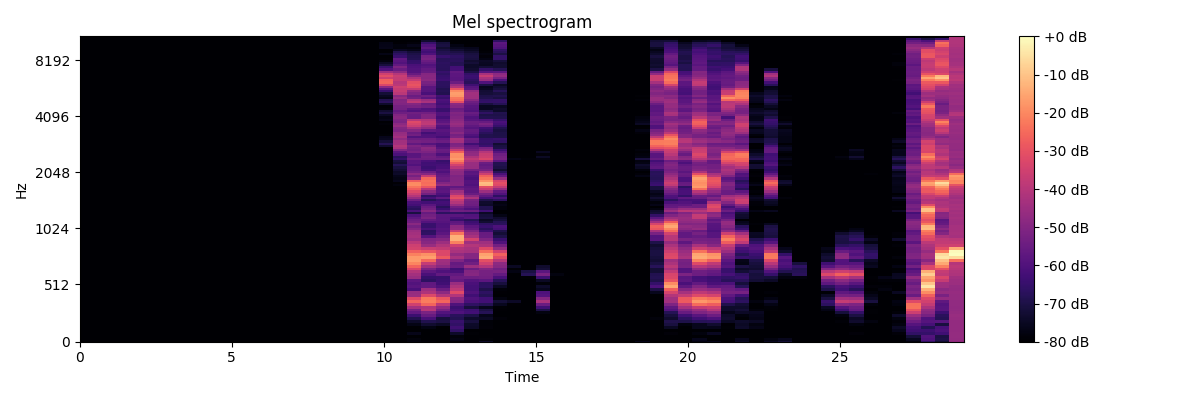 Mel spectrogram
8192
4096
2048
1024
512
0
Hz
0 5 10 15 20 25
Time
+0 dB
-10 dB
-20 dB
-30 dB
-40 dB
-50 dB
-60 dB
-70 dB
-80 dB